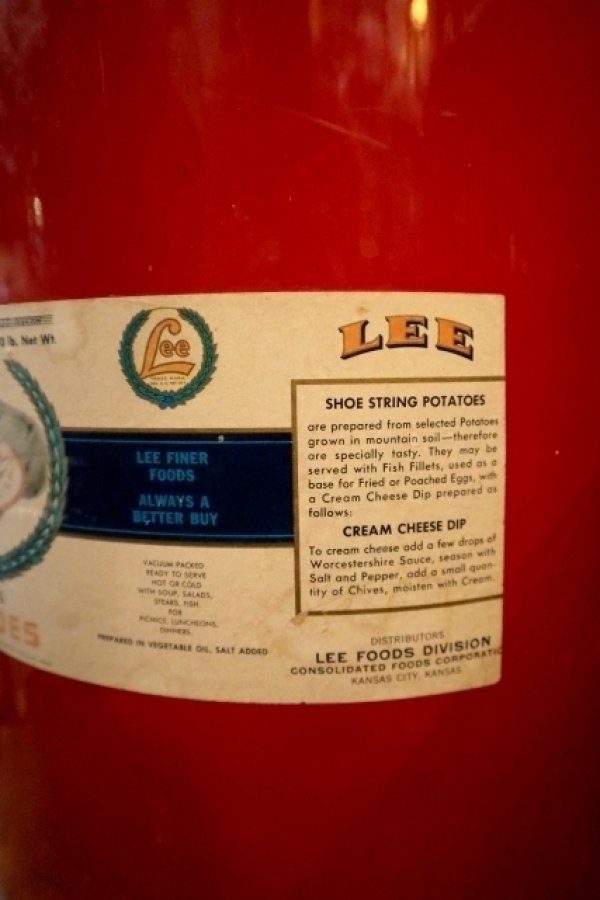 0 lb. Net Wt.
Lee
LEE FINER
FOODS
ALWAYS A
BETTER BUY
VACUUM PACKED
READY TO SERVE
HOT OR COLD
WITH SOUP, SALADS,
STEAKS, FISH
FOR
PICNICS, LUNCHEONS,
DINNERS.
PREPARED IN VEGETABLE OIL, SALT ADDED
LEE
SHOE STRING POTATOES
are prepared from selected Potatoes
grown in mountain soil—therefore
are specially tasty. They may be
served with Fish Fillets, used as a
base for Fried or Poached Eggs, with
a Cream Cheese Dip prepared as
follows:
CREAM CHEESE DIP
To cream cheese add a few drops of
Worcestershire Sauce, season with
Salt and Pepper, add a small quan-
tity of Chives, moisten with Cream.
DISTRIBUTORS
LEE FOODS DIVISION
CONSOLIDATED FOODS CORPORATIO
KANSAS CITY, KANSAS